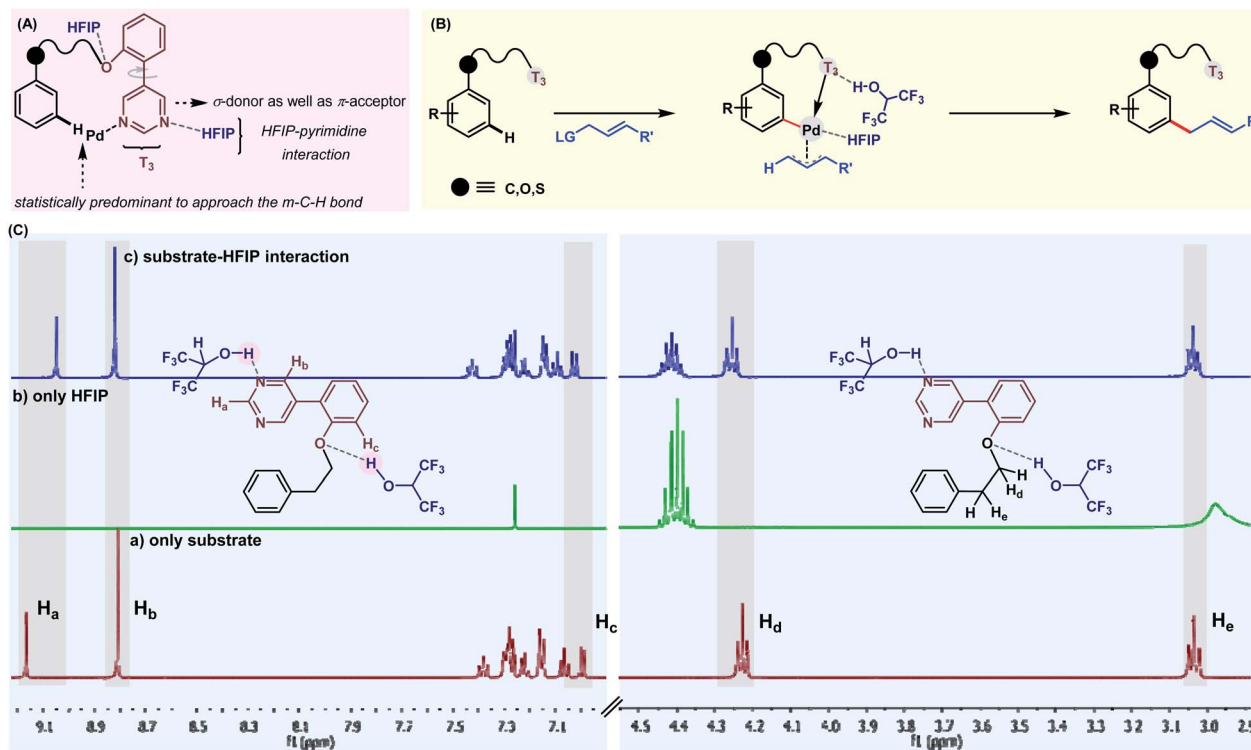 (A)
HFIP
O
H
Pd
N
N
T3
R
σ-donor as well as π-acceptor
HFIP
HFIP-pyrimidine
interaction
statistically predominant to approach the m-C-H bond
(B)
T3
R
H
C,O,S
LG
R'
T3
H
O
CF3
F3C
R
Pd
HFIP
H
R'
T3
R
(C)
c) substrate-HFIP interaction
H
O
H
F3C
F3C
N
Hb
Ha
N
O
Hc
H
O
CF3
CF3
b) only HFIP
a) only substrate
Ha
Hb
Hc
H
O
H
F3C
F3C
N
N
O
H
Hd
H
He
H
O
CF3
CF3
Hd
He
9.1 8.9 8.7 8.5 8.3 8.1 7.9 7.7 7.5 7.3 7.1
f1 (ppm)
4.5 4.4 4.3 4.2 4.1 4.0 3.9 3.8 3.7 3.6 3.5 3.4 3.3 3.2 3.1 3.0
f1 (ppm)